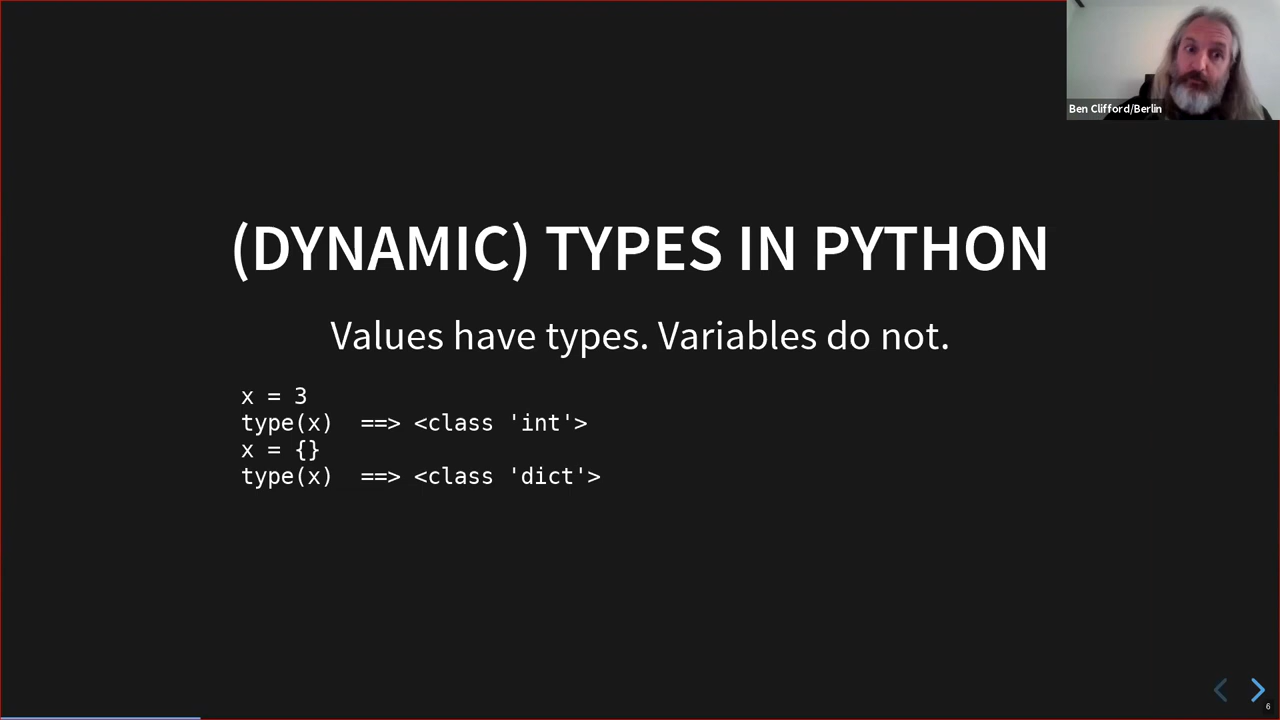 Ben Clifford/Berlin
(DYNAMIC) TYPES IN PYTHON
Values have types. Variables do not.
x = 3
type(x)  ==> <class 'int'>
x = {}
type(x)  ==> <class 'dict'>
6